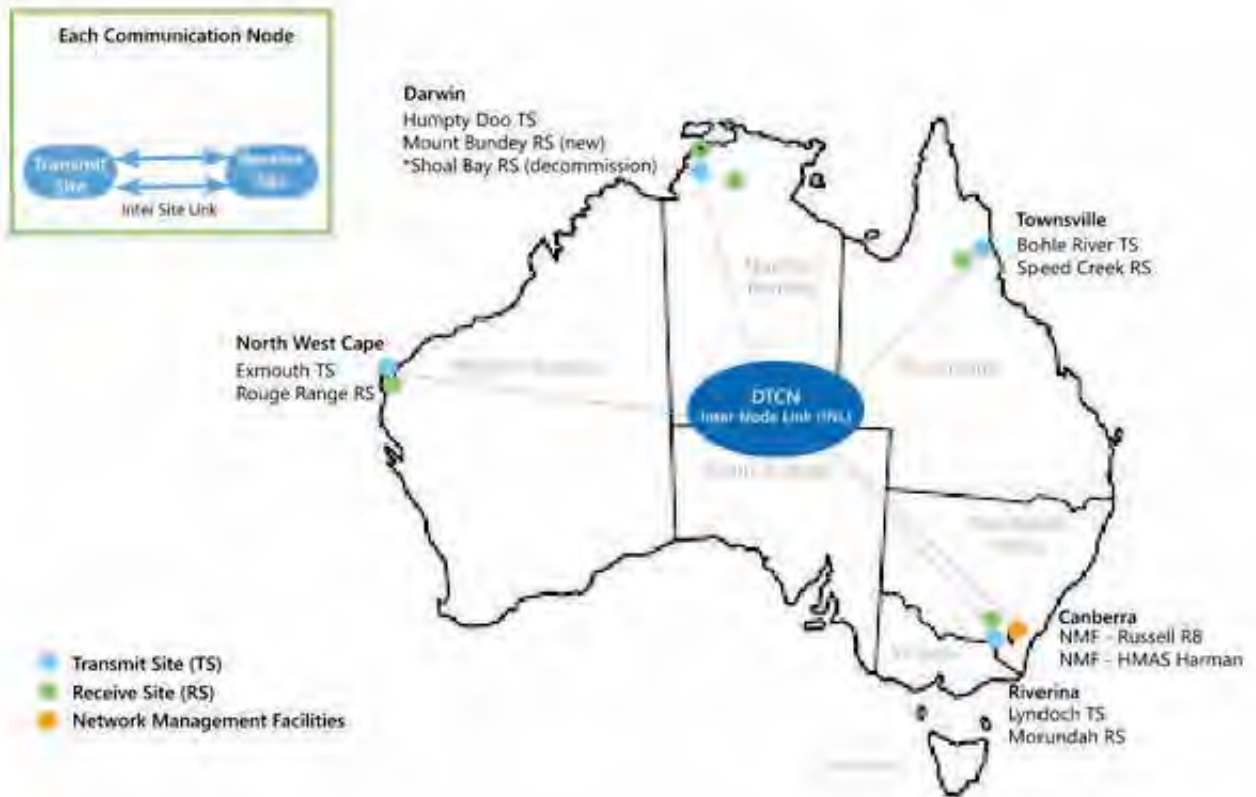 Each Communication Node
Transmit
Site
Inter Site Link
Darwin
Humpty Doo TS
Mount Bundey RS (new)
*Shoal Bay RS (decommission)
Townsville
Bohle River TS
Speed Creek RS
North West Cape
Exmouth TS
Rouge Range RS
DTCN
Inter Node Link (INL)
Canberra
NMF - Russell R8
NMF - HMAS Harman
Riverina
Lyndoch TS
Morundah RS
Transmit Site (TS)
Receive Site (RS)
Network Management Facilities